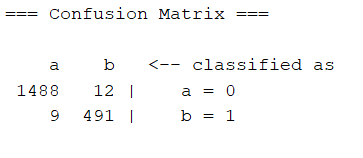 === Confusion Matrix ===
a b <-- classified as
1488 12 | a = 0
9 491 | b = 1